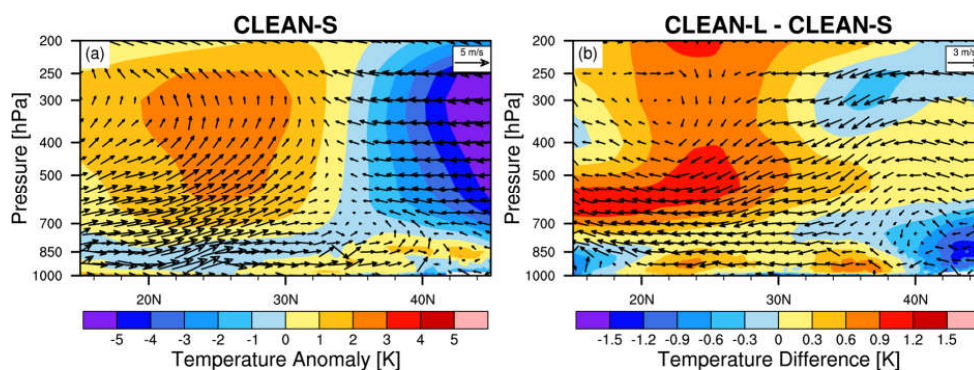 CLEAN-S
CLEAN-L - CLEAN-S
(a)
5 m/s
(b)
3 m/s
Pressure [hPa]
200
250
300
400
500
700
850
1000
20N 30N 40N
Pressure [hPa]
200
250
300
400
500
700
850
1000
20N 30N 40N
-5 -4 -3 -2 -1 0 1 2 3 4 5
Temperature Anomaly [K]
-1.5 -1.2 -0.9 -0.6 -0.3 0 0.3 0.6 0.9 1.2 1.5
Temperature Difference [K]